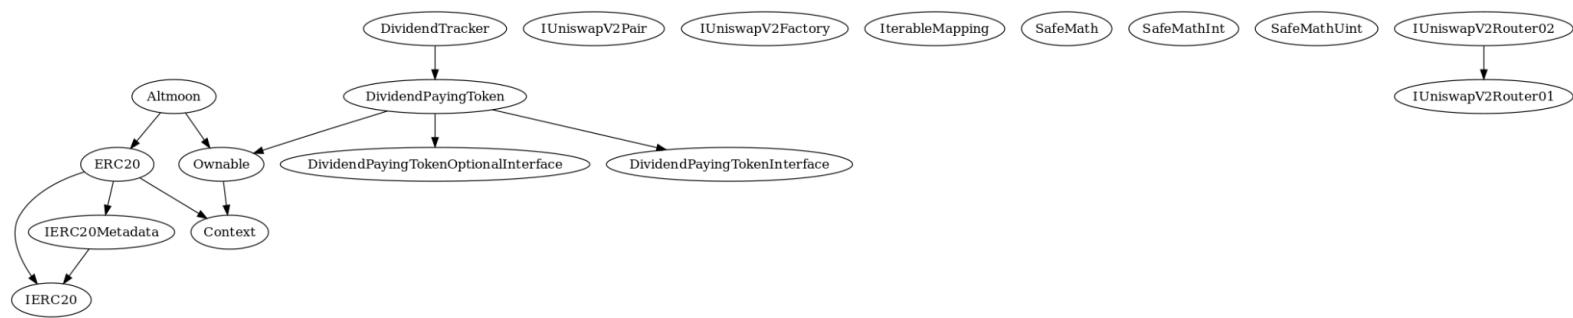 DividendTracker
IUniswapV2Pair
IUniswapV2Factory
IterableMapping
SafeMath
SafeMathInt
SafeMathUint
IUniswapV2Router02
Altmoon
DividendPayingToken
IUniswapV2Router01
ERC20
Ownable
DividendPayingTokenOptionalInterface
DividendPayingTokenInterface
IERC20Metadata
Context
IERC20